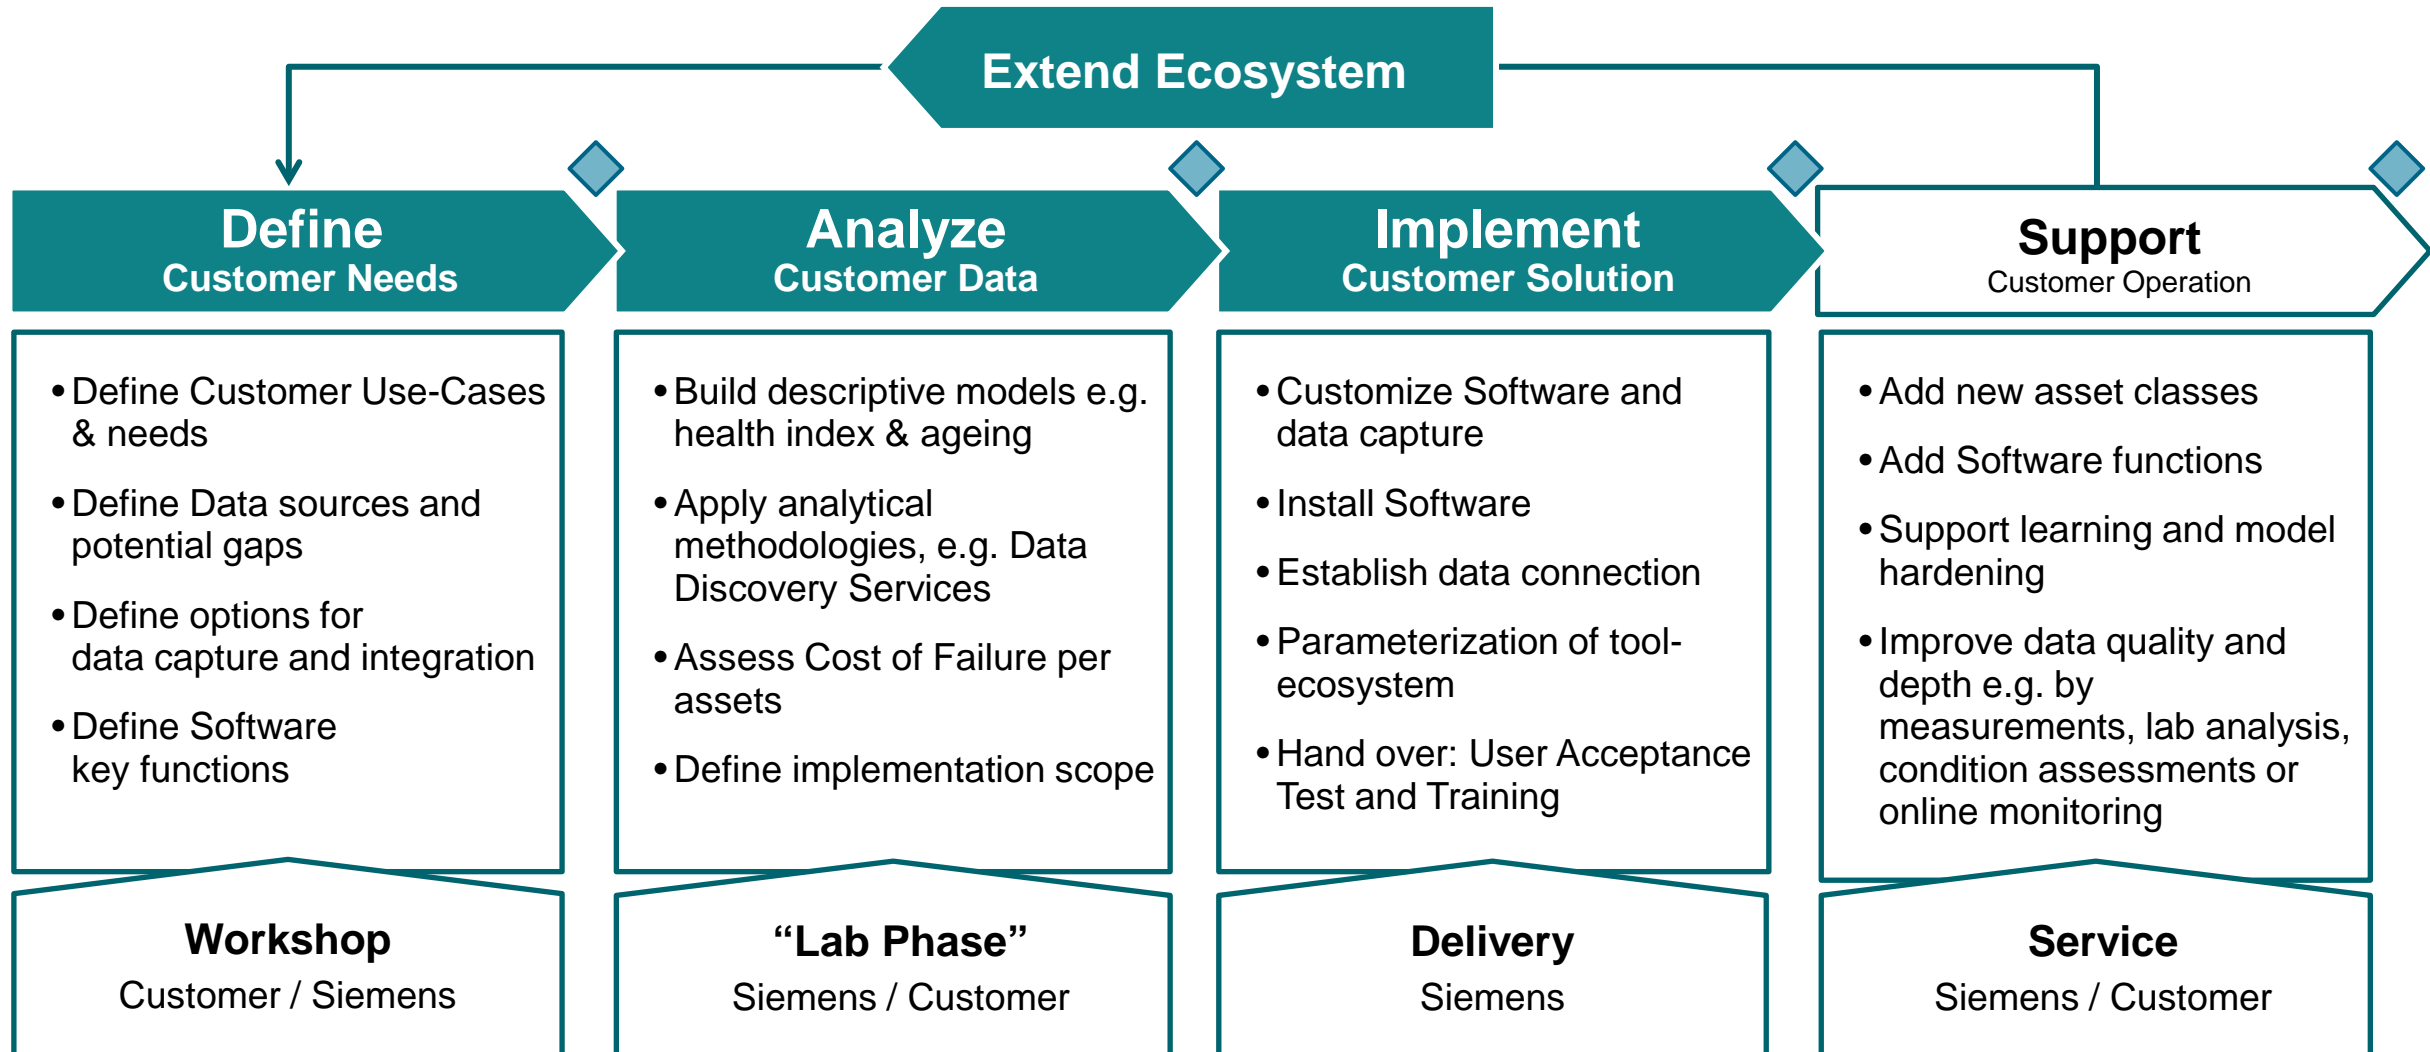 Extend Ecosystem
Define
Customer Needs
Analyze
Customer Data
Implement
Customer Solution
Support
Customer Operation
•Define Customer Use-Cases
& needs
•Define Data sources and
potential gaps
•Define options for
data capture and integration
•Define Software
key functions
•Build descriptive models e.g.
health index & ageing
•Apply analytical
methodologies, e.g. Data
Discovery Services
•Assess Cost of Failure per
assets
•Define implementation scope
•Customize Software and
data capture
•Install Software
•Establish data connection
•Parameterization of tool-
ecosystem
•Hand over: User Acceptance
Test and Training
•Add new asset classes
•Add Software functions
•Support learning and model
hardening
•Improve data quality and
depth e.g. by
measurements, lab analysis,
condition assessments or
online monitoring
Workshop
Customer / Siemens
“Lab Phase”
Siemens / Customer
Delivery
Siemens
Service
Siemens / Customer